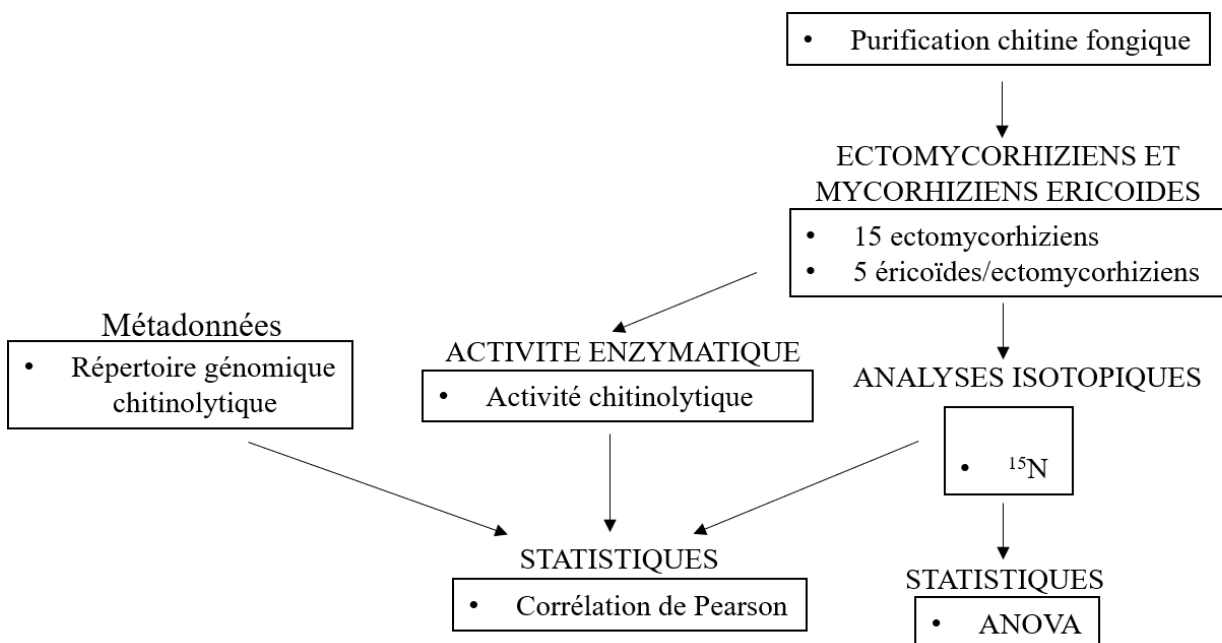 • Purification chitine fongique
ECTOMYCORHIZIENS ET
MYCORHIZIENS ERICOIDES
• 15 ectomycorhiziens
• 5 éricoïdes/ectomycorhiziens
Métadonnées
• Répertoire génomique
chitinolytique
ACTIVITE ENZYMATIQUE
• Activité chitinolytique
ANALYSES ISOTOPIQUES
• ¹⁵N
STATISTIQUES
• Corrélation de Pearson
STATISTIQUES
• ANOVA